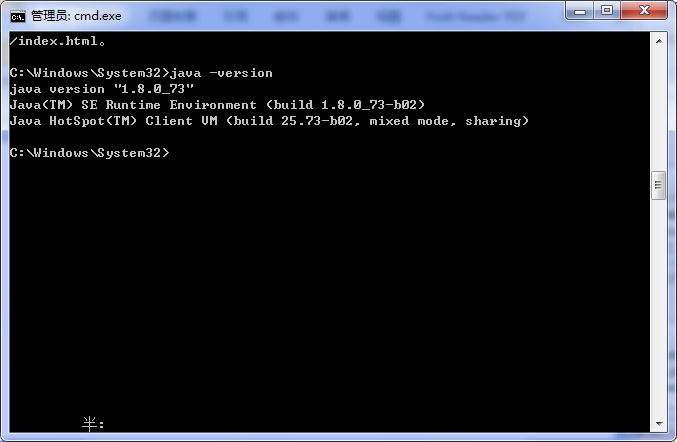 管理员: cmd.exe
/index.html。
C:\Windows\System32>java -version
java version "1.8.0_73"
Java(TM) SE Runtime Environment (build 1.8.0_73-b02)
Java HotSpot(TM) Client VM (build 25.73-b02, mixed mode, sharing)
C:\Windows\System32>
半: